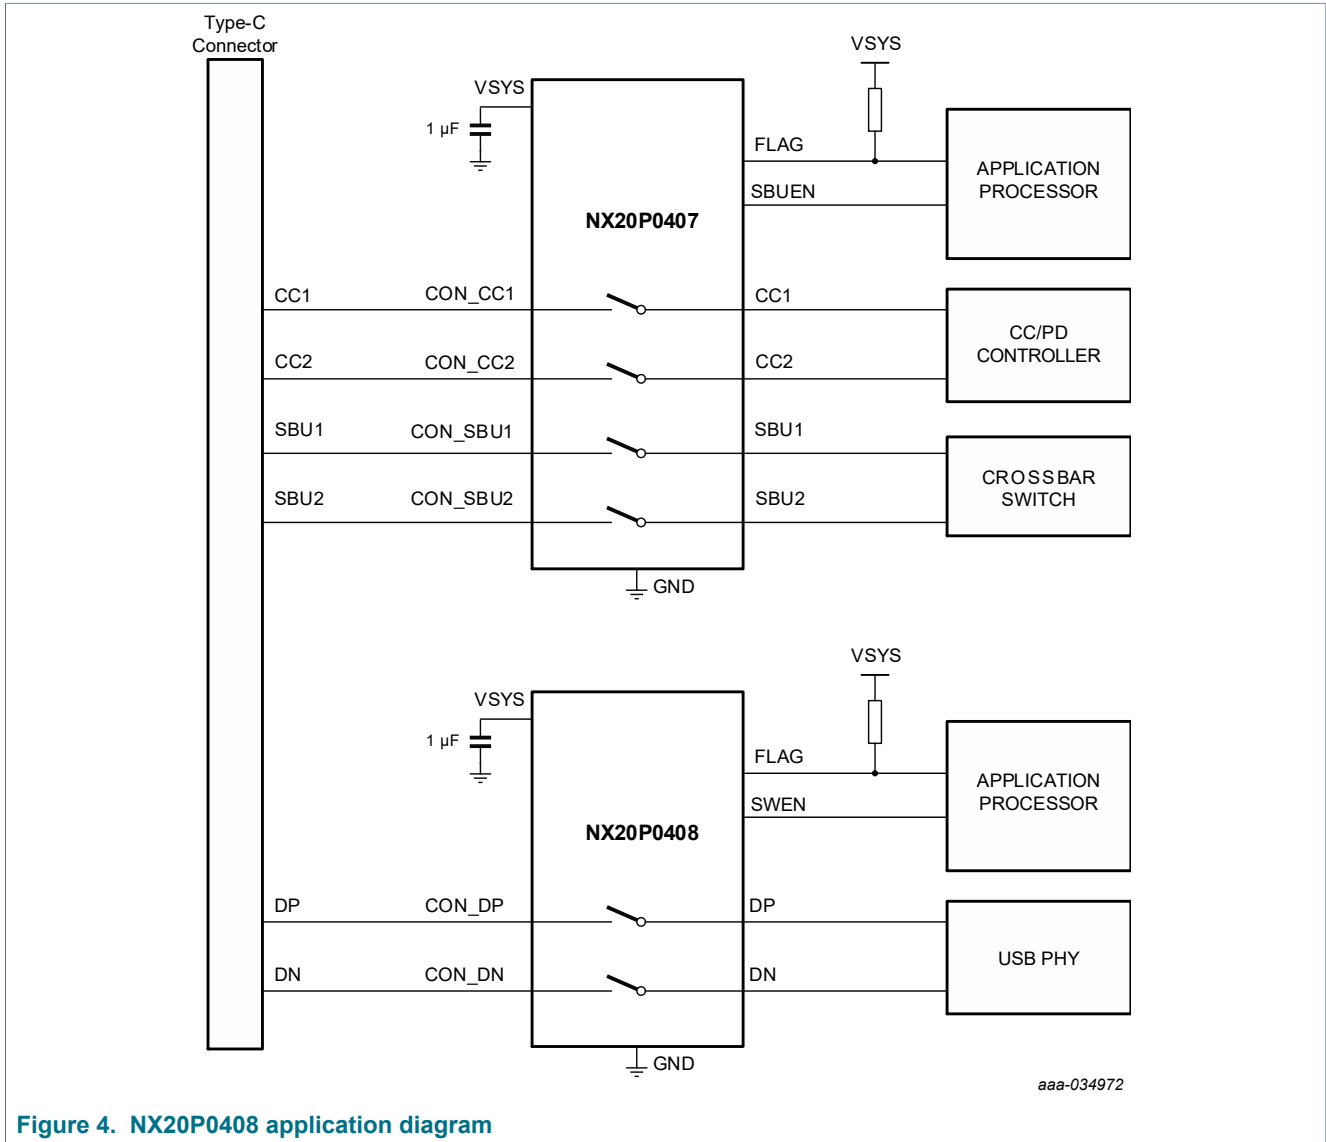 Type-C
Connector
VSYS
VSYS
1 µF
FLAG
SBUEN
APPLICATION
PROCESSOR
NX20P0407
CC1
CON_CC1
CC1
CC2
CON_CC2
CC2
CC/PD
CONTROLLER
SBU1
CON_SBU1
SBU1
SBU2
CON_SBU2
SBU2
CROSSBAR
SWITCH
GND
VSYS
VSYS
1 µF
FLAG
SWEN
APPLICATION
PROCESSOR
NX20P0408
DP
CON_DP
DP
DN
CON_DN
DN
USB PHY
GND
aaa-034972
Figure 4. NX20P0408 application diagram